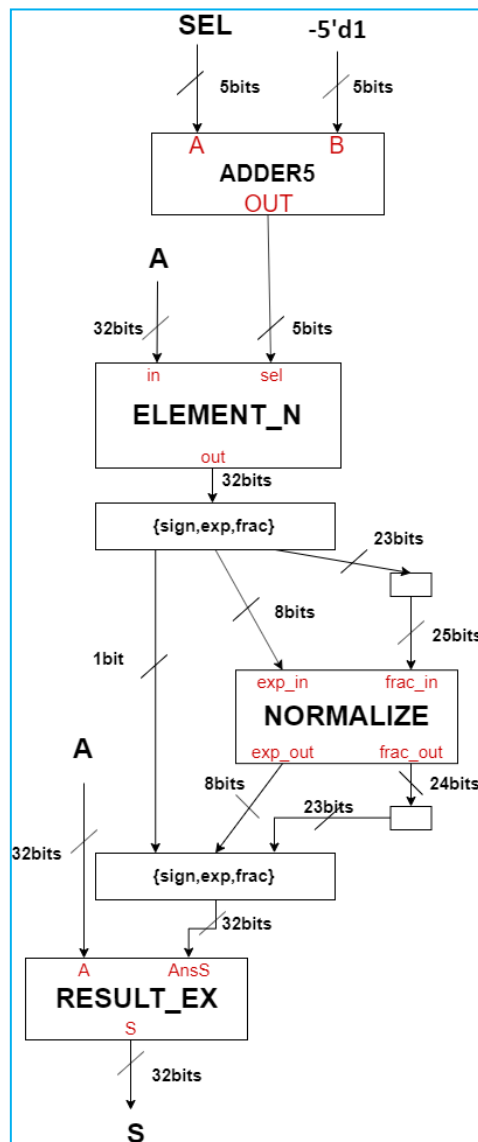 SEL -5'd1
5bits 5bits
A B
ADDER5
OUT
A
32bits 5bits
in sel
ELEMENT_N
out
32bits
{sign,exp,frac}
23bits
8bits
25bits
1bit
exp_in frac_in
NORMALIZE
exp_out frac_out
A
8bits 24bits
23bits
32bits
{sign,exp,frac}
32bits
A AnsS
RESULT_EX
S
32bits
S